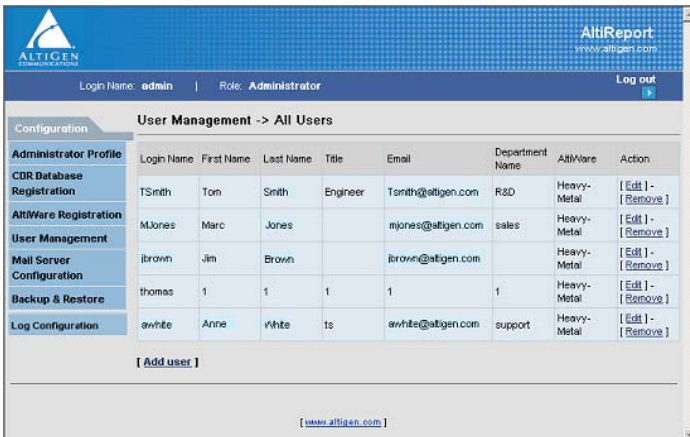 ALTIGEN
COMMUNICATIONS
AltiReport
www.altigen.com
Login Name: admin | Role: Administrator
Log out
Configuration
Administrator Profile
CDR Database
Registration
AltiWare Registration
User Management
Mail Server
Configuration
Backup & Restore
Log Configuration
User Management -> All Users
Login Name First Name Last Name Title Email Department Name AltiWare Action
TSmith Tom Smith Engineer Tsmith@altigen.com R&D Heavy-Metal [ Edit ] - [ Remove ]
MJones Marc Jones mjones@altigen.com sales Heavy-Metal [ Edit ] - [ Remove ]
jbrown Jim Brown jbrown@altigen.com Heavy-Metal [ Edit ] - [ Remove ]
thomas 1 1 1 1 1 Heavy-Metal [ Edit ] - [ Remove ]
awhite Anne White ts awhite@altigen.com support Heavy-Metal [ Edit ] - [ Remove ]
[ Add user ]
[ www.altigen.com ]